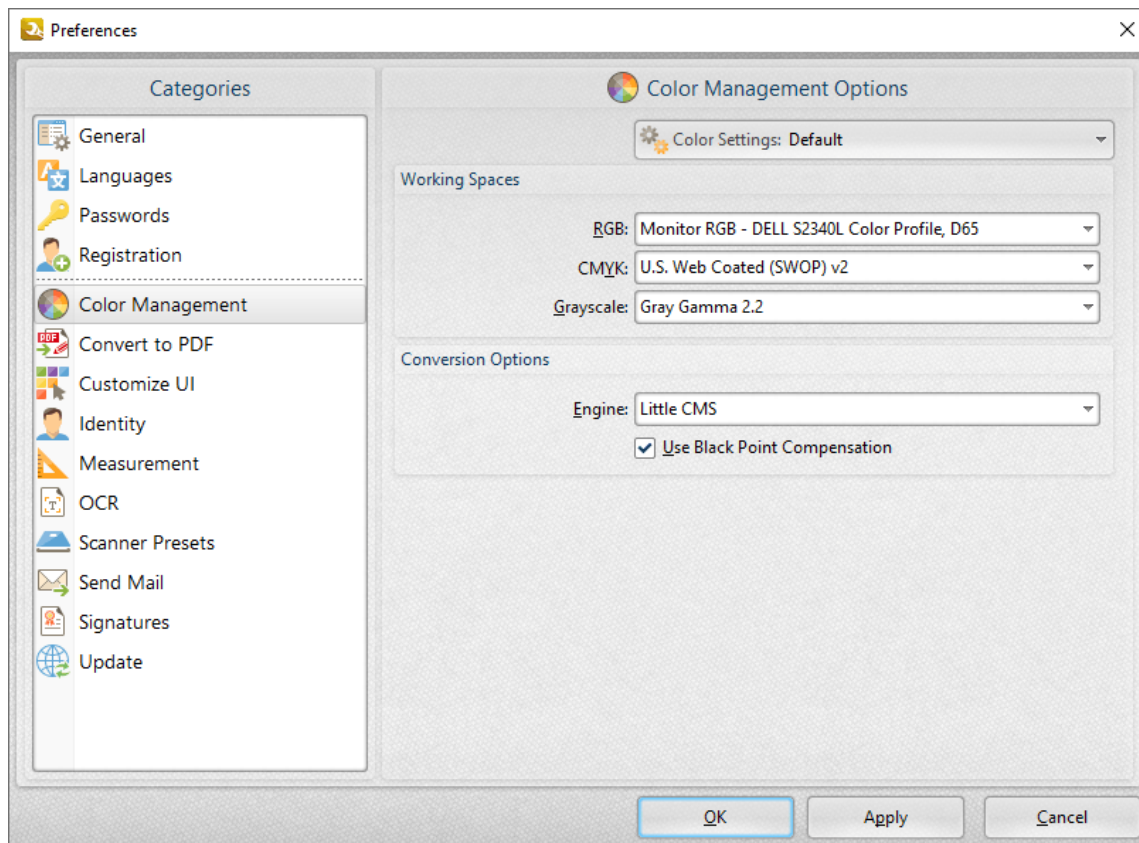 Preferences
Categories
General
Languages
Passwords
Registration
Color Management
Convert to PDF
Customize UI
Identity
Measurement
OCR
Scanner Presets
Send Mail
Signatures
Update
Color Management Options
Color Settings: Default
Working Spaces
RGB: Monitor RGB - DELL S2340L Color Profile, D65
CMYK: U.S. Web Coated (SWOP) v2
Grayscale: Gray Gamma 2.2
Conversion Options
Engine: Little CMS
Use Black Point Compensation
OK Apply Cancel